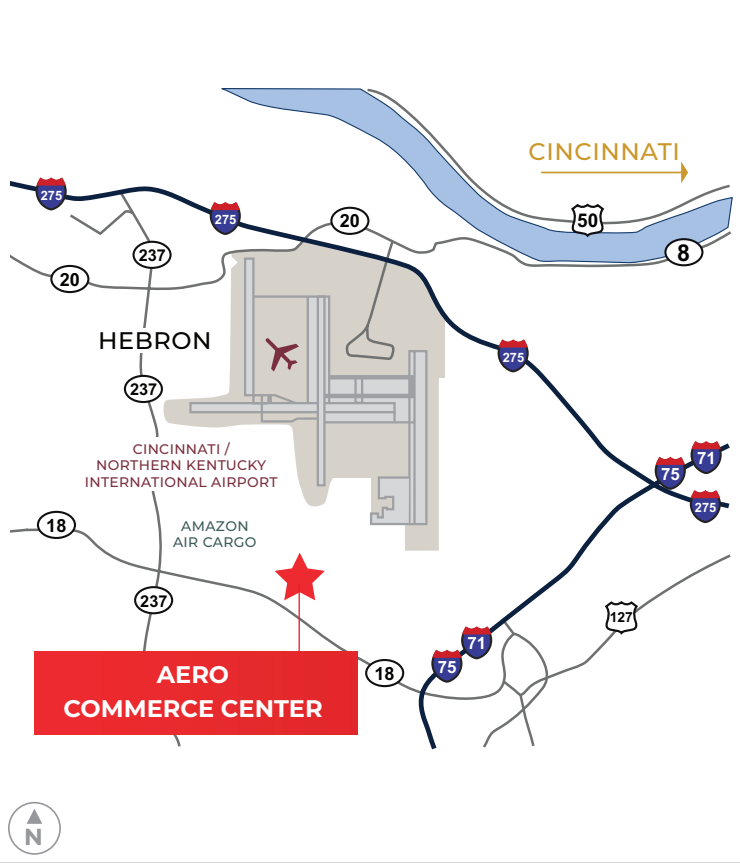 CINCINNATI
275
275
20
50
237
8
20
HEBRON
275
237
CINCINNATI /
NORTHERN KENTUCKY
INTERNATIONAL AIRPORT
71
75
275
18
AMAZON
AIR CARGO
237
127
71
75
18
AERO
COMMERCE CENTER
N